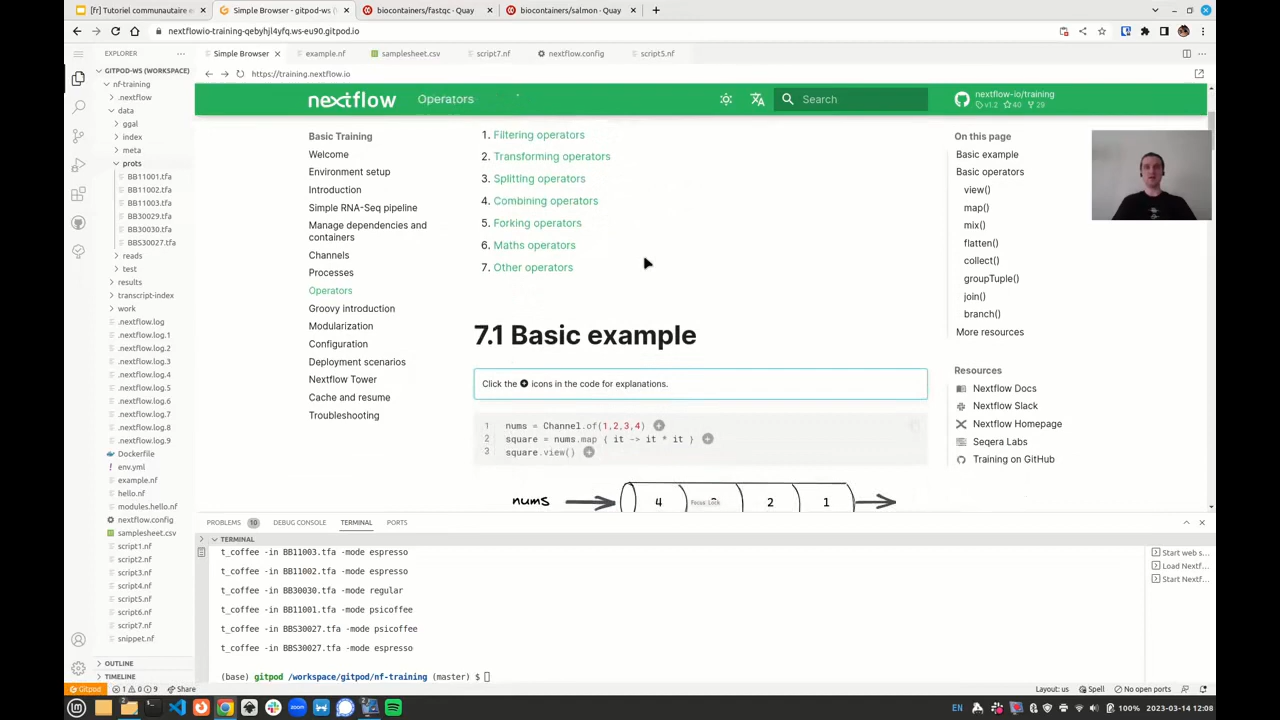 [fr] Tutoriel communautaire e
Simple Browser - gitpod-ws (
biocontainers/fastqc · Quay
biocontainers/salmon · Quay
nextflowio-training-qebyhjl4yfq.ws-eu90.gitpod.io
EXPLORER
Simple Browser
example.nf
samplesheet.csv
script7.nf
nextflow.config
script5.nf
GITPOD-WS (WORKSPACE)
https://training.nextflow.io
nf-training
.nextflow
data
ggal
index
meta
prots
BB11001.tfa
BB11002.tfa
BB11003.tfa
BB30029.tfa
BB30030.tfa
BBS30027.tfa
reads
test
results
transcript-index
work
.nextflow.log
.nextflow.log.1
.nextflow.log.2
.nextflow.log.3
.nextflow.log.4
.nextflow.log.5
.nextflow.log.6
.nextflow.log.7
.nextflow.log.8
.nextflow.log.9
Dockerfile
env.yml
example.nf
hello.nf
modules.hello.nf
nextflow.config
samplesheet.csv
script1.nf
script2.nf
script3.nf
script4.nf
script5.nf
script6.nf
script7.nf
snippet.nf
OUTLINE
TIMELINE
nextflow
Operators
Search
nextflow-io/training
v1.2 40 29
Basic Training
Welcome
Environment setup
Introduction
Simple RNA-Seq pipeline
Manage dependencies and
containers
Channels
Processes
Operators
Groovy introduction
Modularization
Configuration
Deployment scenarios
Nextflow Tower
Cache and resume
Troubleshooting
1. Filtering operators
2. Transforming operators
3. Splitting operators
4. Combining operators
5. Forking operators
6. Maths operators
7. Other operators
7.1 Basic example
Click the + icons in the code for explanations.
1 nums = Channel.of(1,2,3,4)
2 square = nums.map { it -> it * it }
3 square.view()
nums 4 2 1
Focus Lock
On this page
Basic example
Basic operators
view()
map()
mix()
flatten()
collect()
groupTuple()
join()
branch()
More resources
Resources
Nextflow Docs
Nextflow Slack
Nextflow Homepage
Seqera Labs
Training on GitHub
PROBLEMS 10 DEBUG CONSOLE TERMINAL PORTS
TERMINAL
t_coffee -in BB11003.tfa -mode espresso
t_coffee -in BB11002.tfa -mode espresso
t_coffee -in BB30030.tfa -mode regular
t_coffee -in BB11001.tfa -mode psicoffee
t_coffee -in BBS30027.tfa -mode psicoffee
t_coffee -in BBS30027.tfa -mode espresso
(base) gitpod /workspace/gitpod/nf-training (master) $
Start web s...
Load Nextf...
Start Nextf...
Gitpod 1 0 9 Share
Layout: us Spell No open ports
EN 100% 2023-03-14 12:08